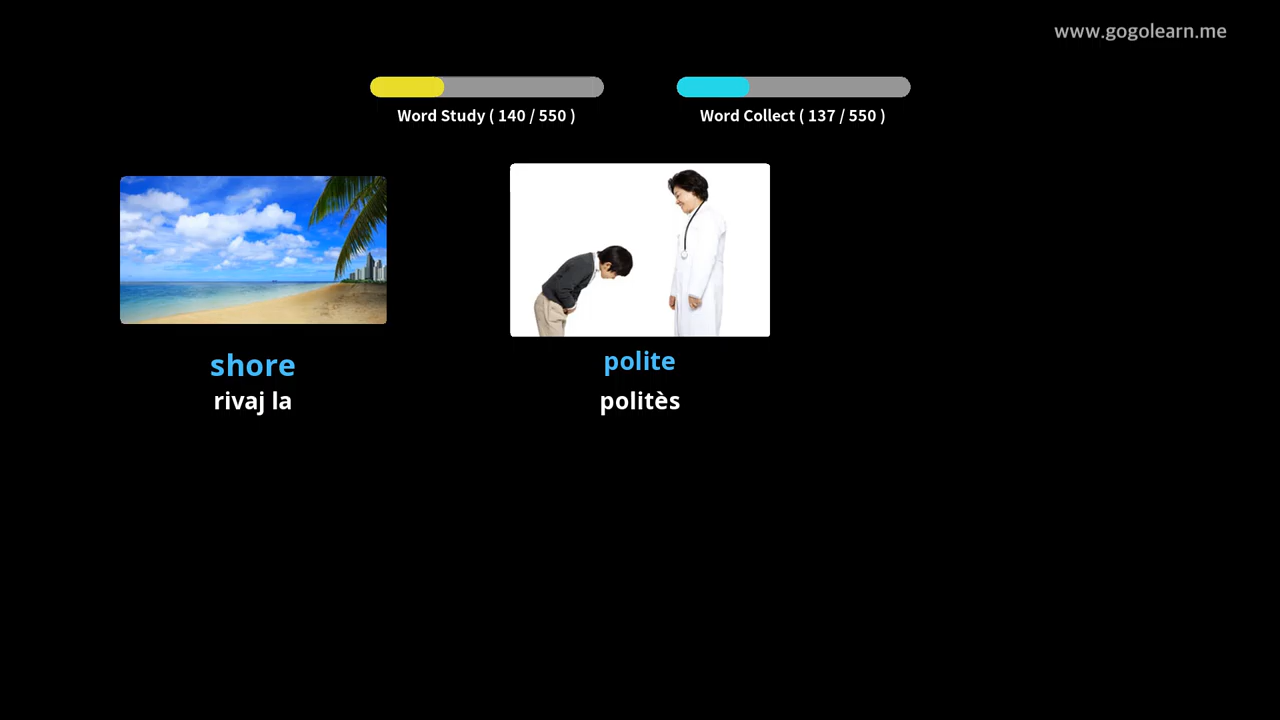 www.gogolearn.me
Word Study ( 140 / 550 )
Word Collect ( 137 / 550 )
shore
rivaj la
polite
politès